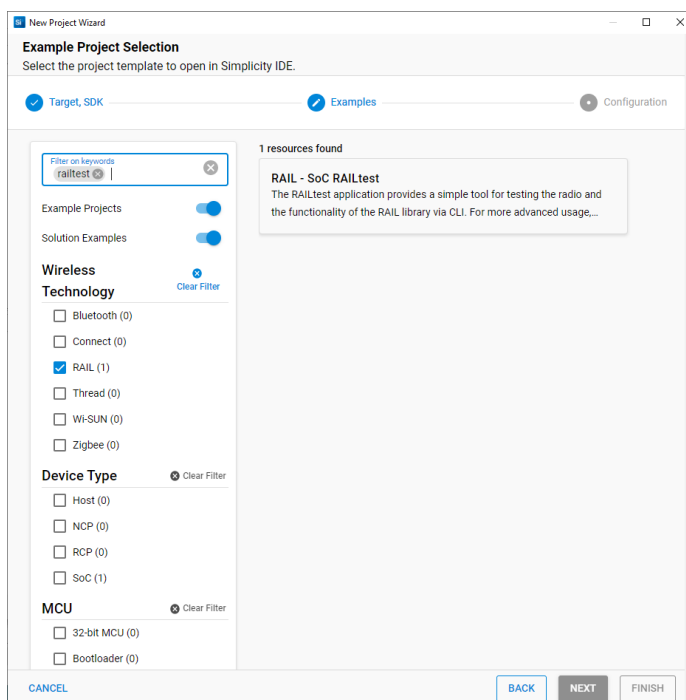 Si New Project Wizard
Example Project Selection
Select the project template to open in Simplicity IDE.
Target, SDK
Examples
Configuration
Filter on keywords
railtest
Example Projects
Solution Examples
Wireless
Technology
Clear Filter
Bluetooth (0)
Connect (0)
RAIL (1)
Thread (0)
Wi-SUN (0)
Zigbee (0)
Device Type
Clear Filter
Host (0)
NCP (0)
RCP (0)
SoC (1)
MCU
Clear Filter
32-bit MCU (0)
Bootloader (0)
1 resources found
RAIL - SoC RAILtest
The RAILtest application provides a simple tool for testing the radio and
the functionality of the RAIL library via CLI. For more advanced usage,...
CANCEL
BACK
NEXT
FINISH